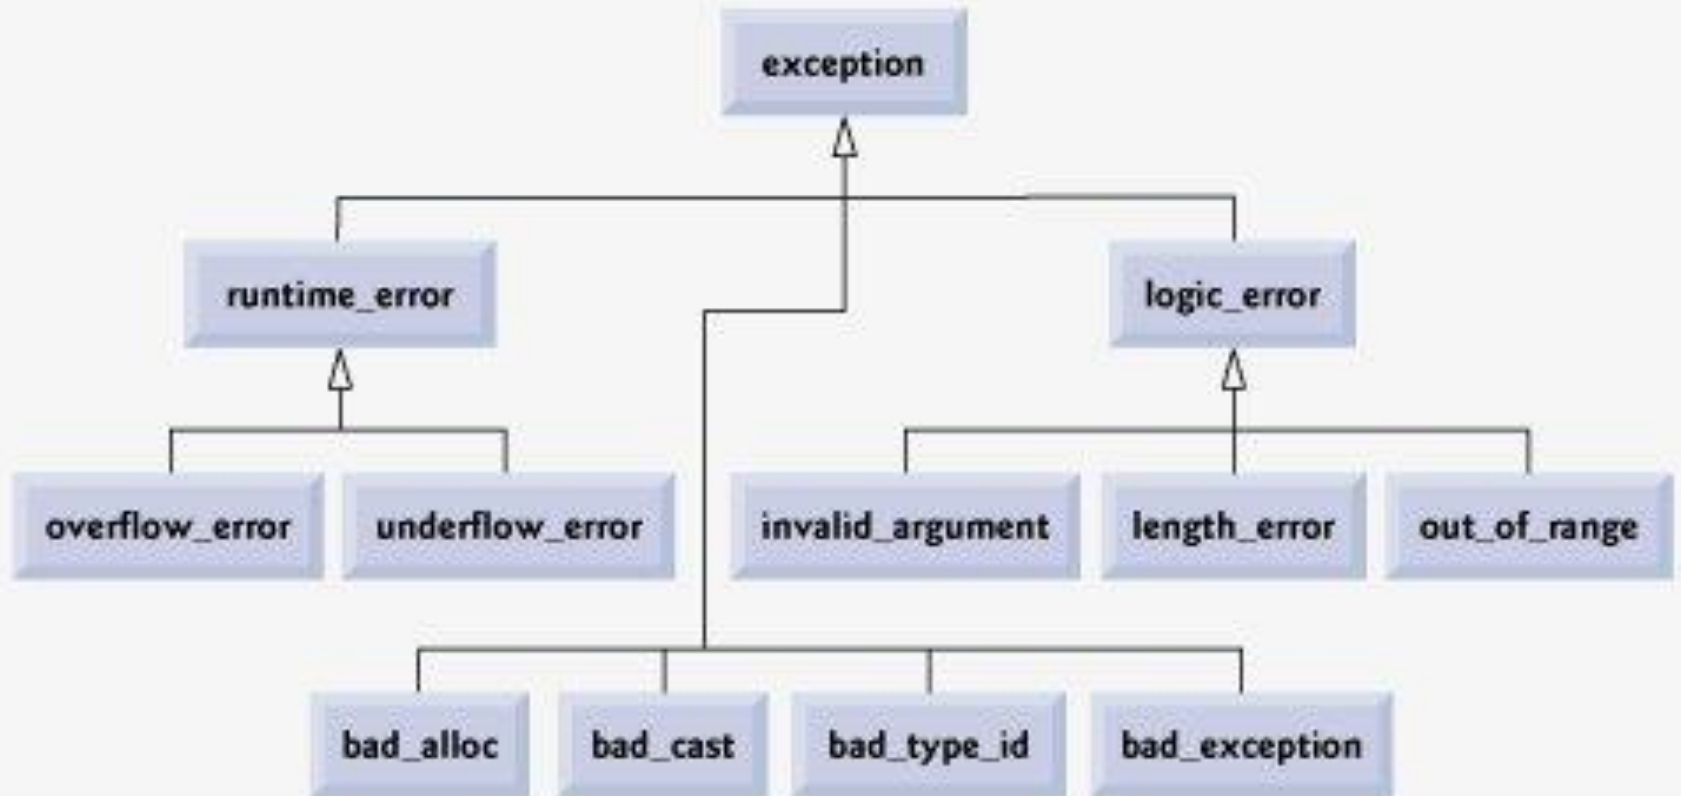 exception
runtime_error
logic_error
overflow_error
underflow_error
invalid_argument
length_error
out_of_range
bad_alloc
bad_cast
bad_type_id
bad_exception